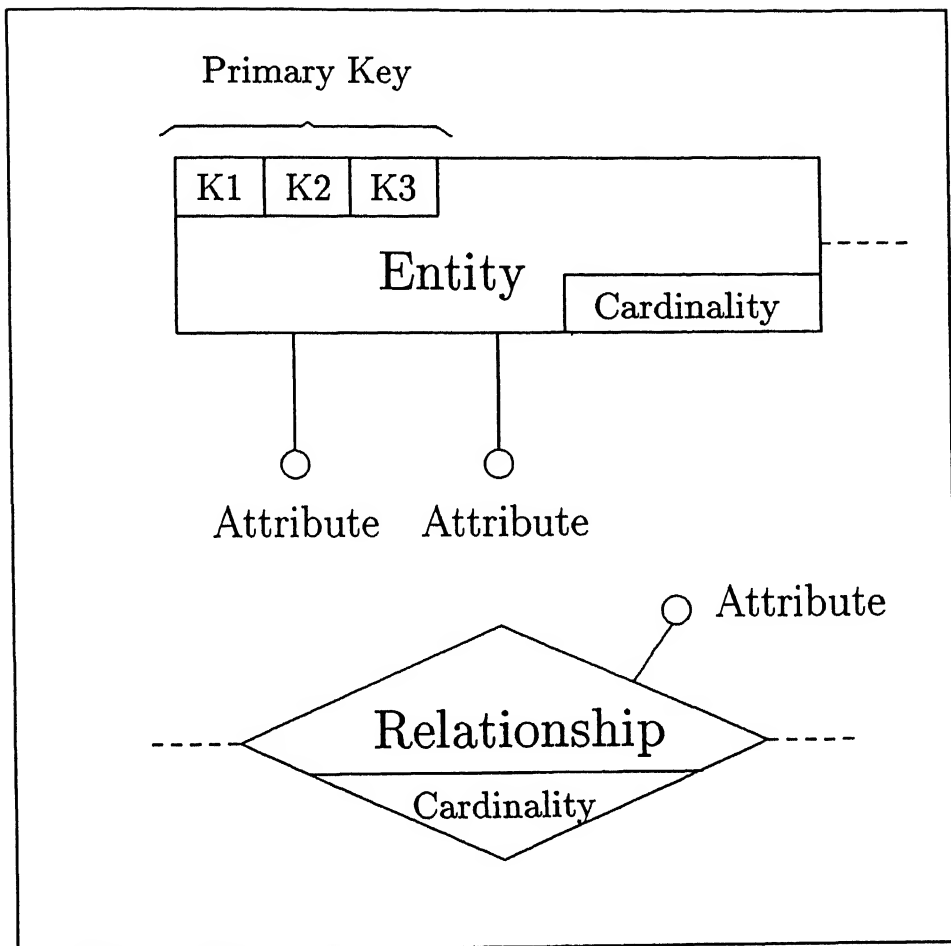 Primary Key
K1 K2 K3
Entity
Cardinality
Attribute Attribute
Attribute
Relationship
Cardinality